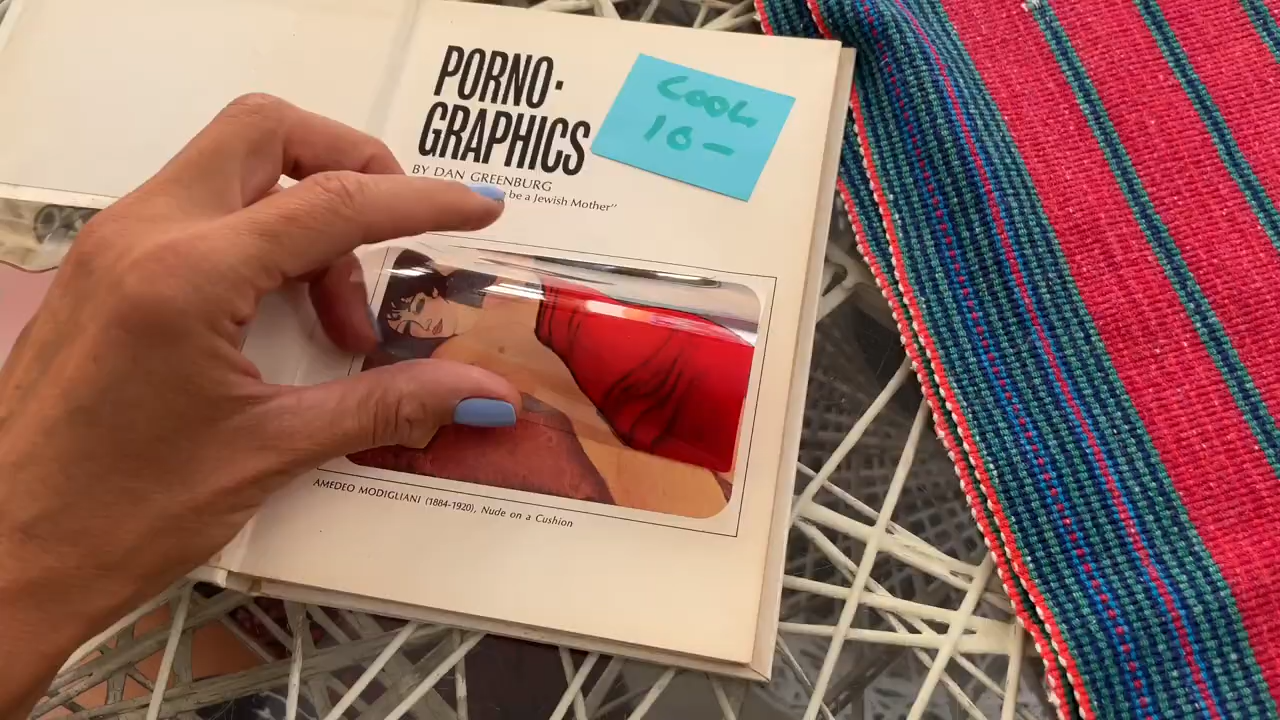 PORNO-
GRAPHICS
BY DAN GREENBURG
be a Jewish Mother"
COOL
10-
AMEDEO MODIGLIANI (1884-1920), Nude on a Cushion